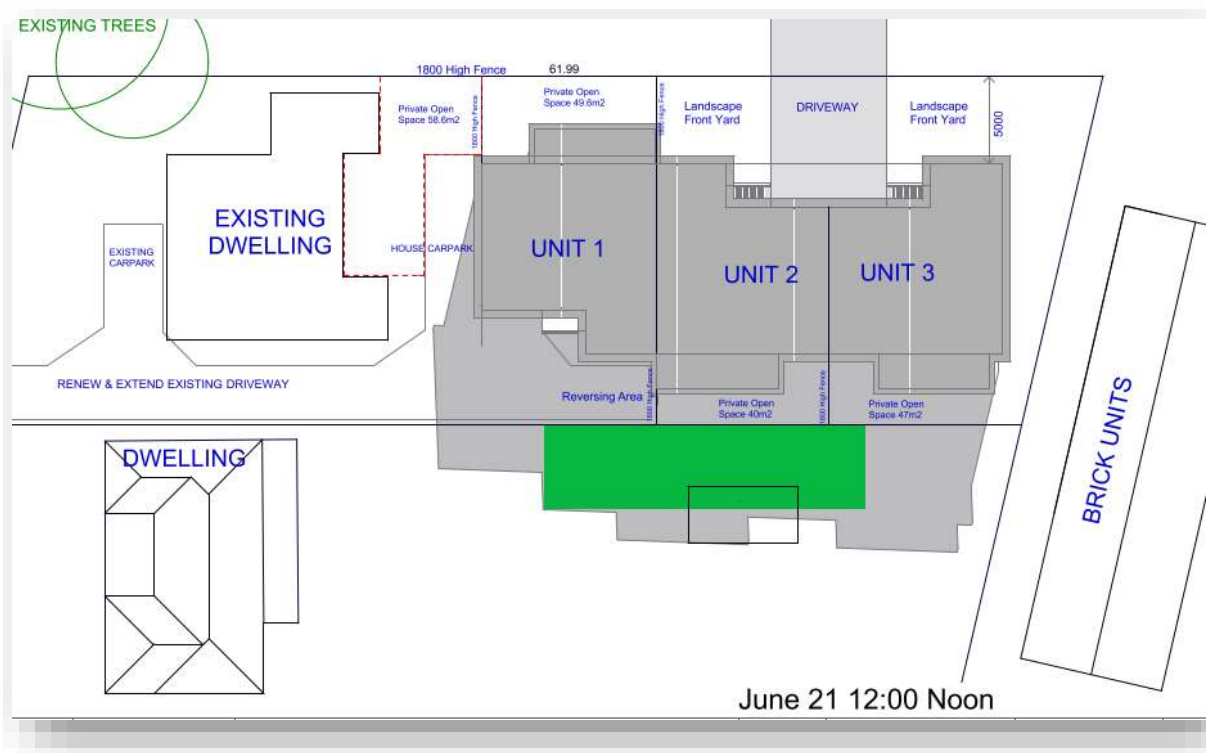 EXISTING TREES
1800 High Fence
61.99
Private Open
Space 58.6m2
1800 High Fence
Private Open
Space 49.6m2
1800 High Fence
Landscape
Front Yard
DRIVEWAY
Landscape
Front Yard
5000
EXISTING
DWELLING
EXISTING
CARPARK
HOUSE CARPARK
UNIT 1
UNIT 2
UNIT 3
RENEW & EXTEND EXISTING DRIVEWAY
Reversing Area
1800 High Fence
Private Open
Space 40m2
1800 High Fence
Private Open
Space 47m2
DWELLING
BRICK UNITS
June 21 12:00 Noon